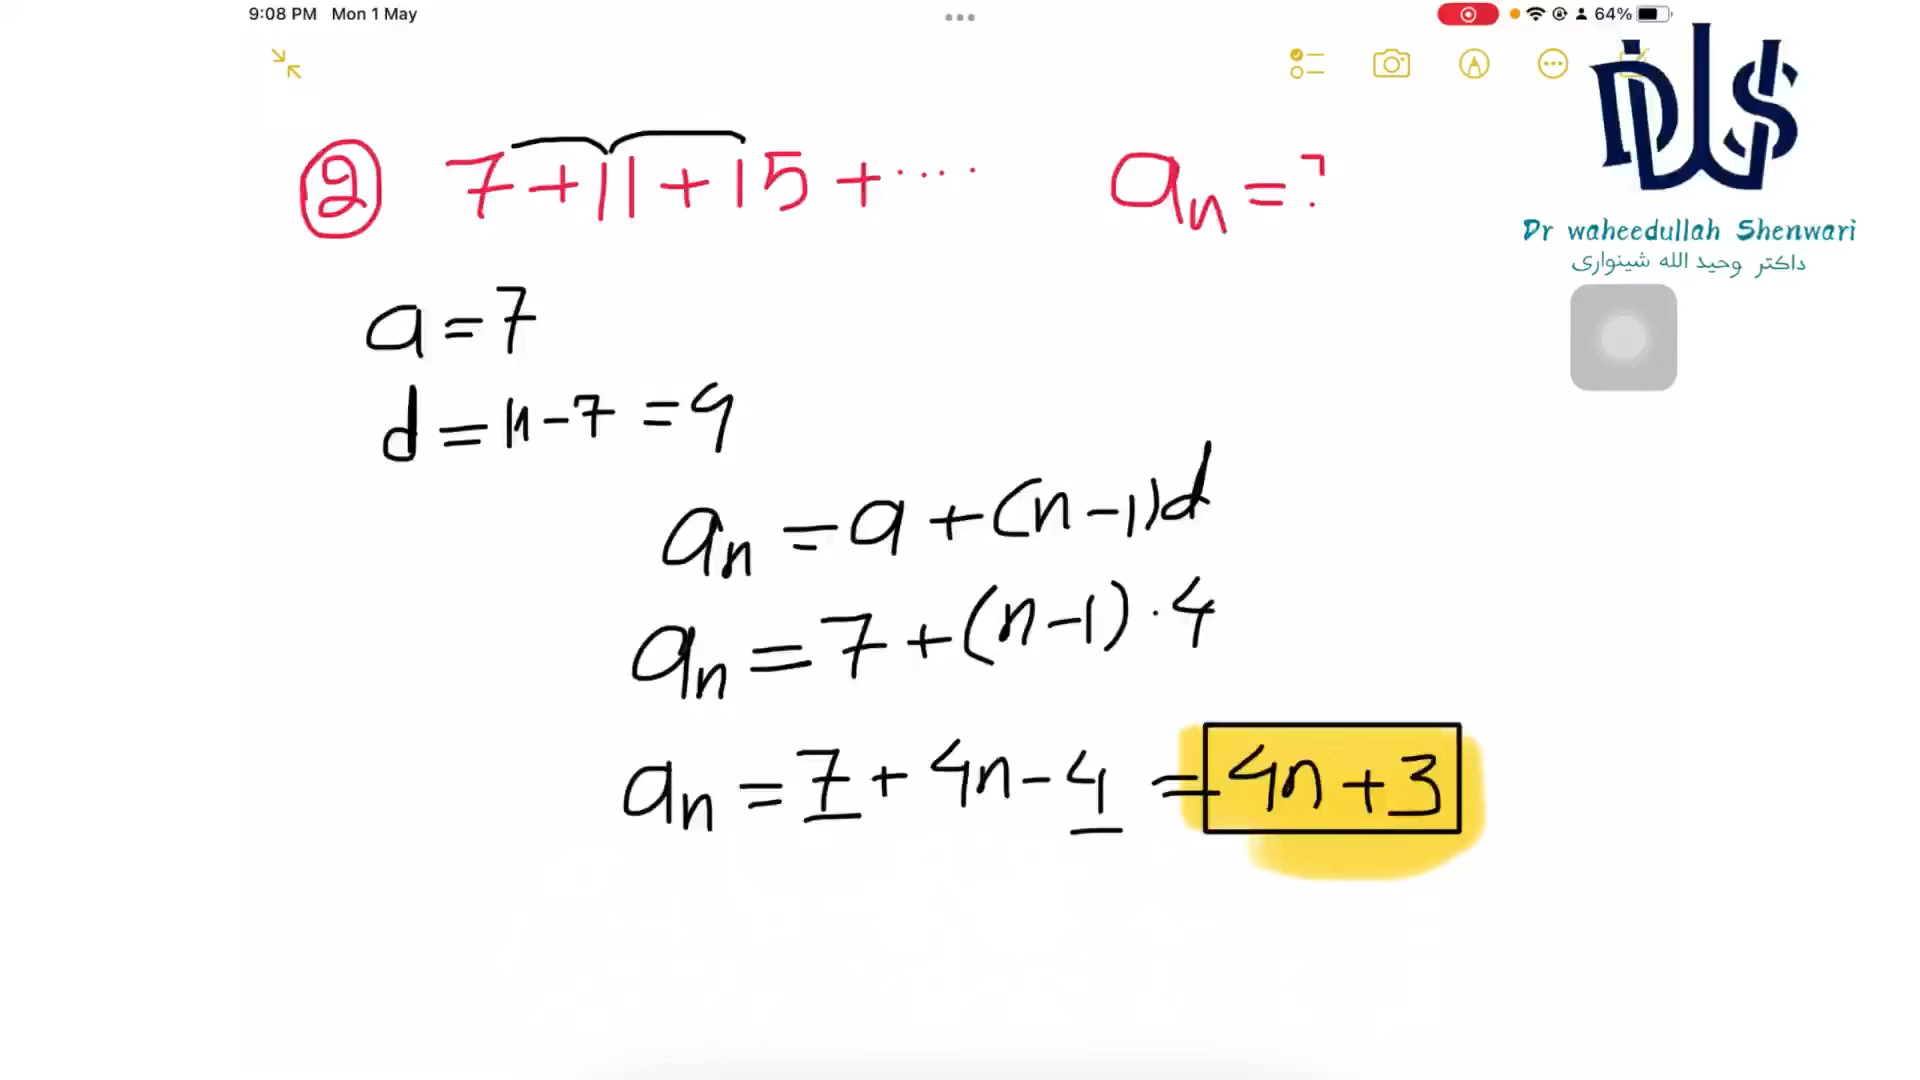 9:08 PM Mon 1 May
64%
DWS
Dr waheedullah Shenwari
داکتر وحید الله شینواری
② 7+11+15+.... aₙ=?
a=7
d=11-7=4
aₙ=a+(n-1)d
aₙ=7+(n-1)·4
aₙ=7+4n-4=4n+3